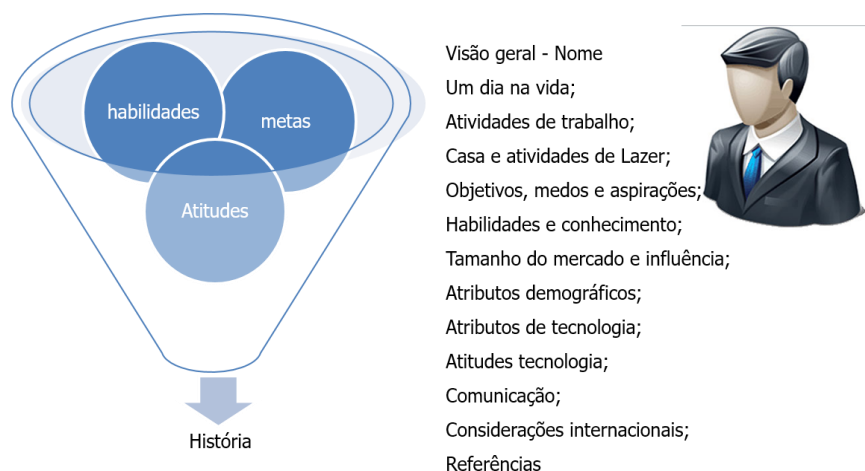 habilidades
metas
Atitudes
História
Visão geral - Nome
Um dia na vida;
Atividades de trabalho;
Casa e atividades de Lazer;
Objetivos, medos e aspirações;
Habilidades e conhecimento;
Tamanho do mercado e influência;
Atributos demográficos;
Atributos de tecnologia;
Atitudes tecnologia;
Comunicação;
Considerações internacionais;
Referências